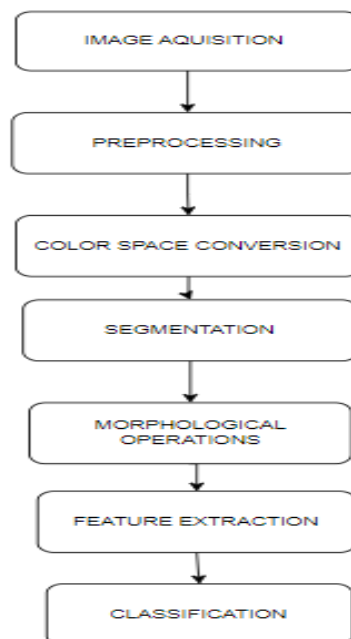 IMAGE AQUISITION
PREPROCESSING
COLOR SPACE CONVERSION
SEGMENTATION
MORPHOLOGICAL
OPERATIONS
FEATURE EXTRACTION
CLASSIFICATION